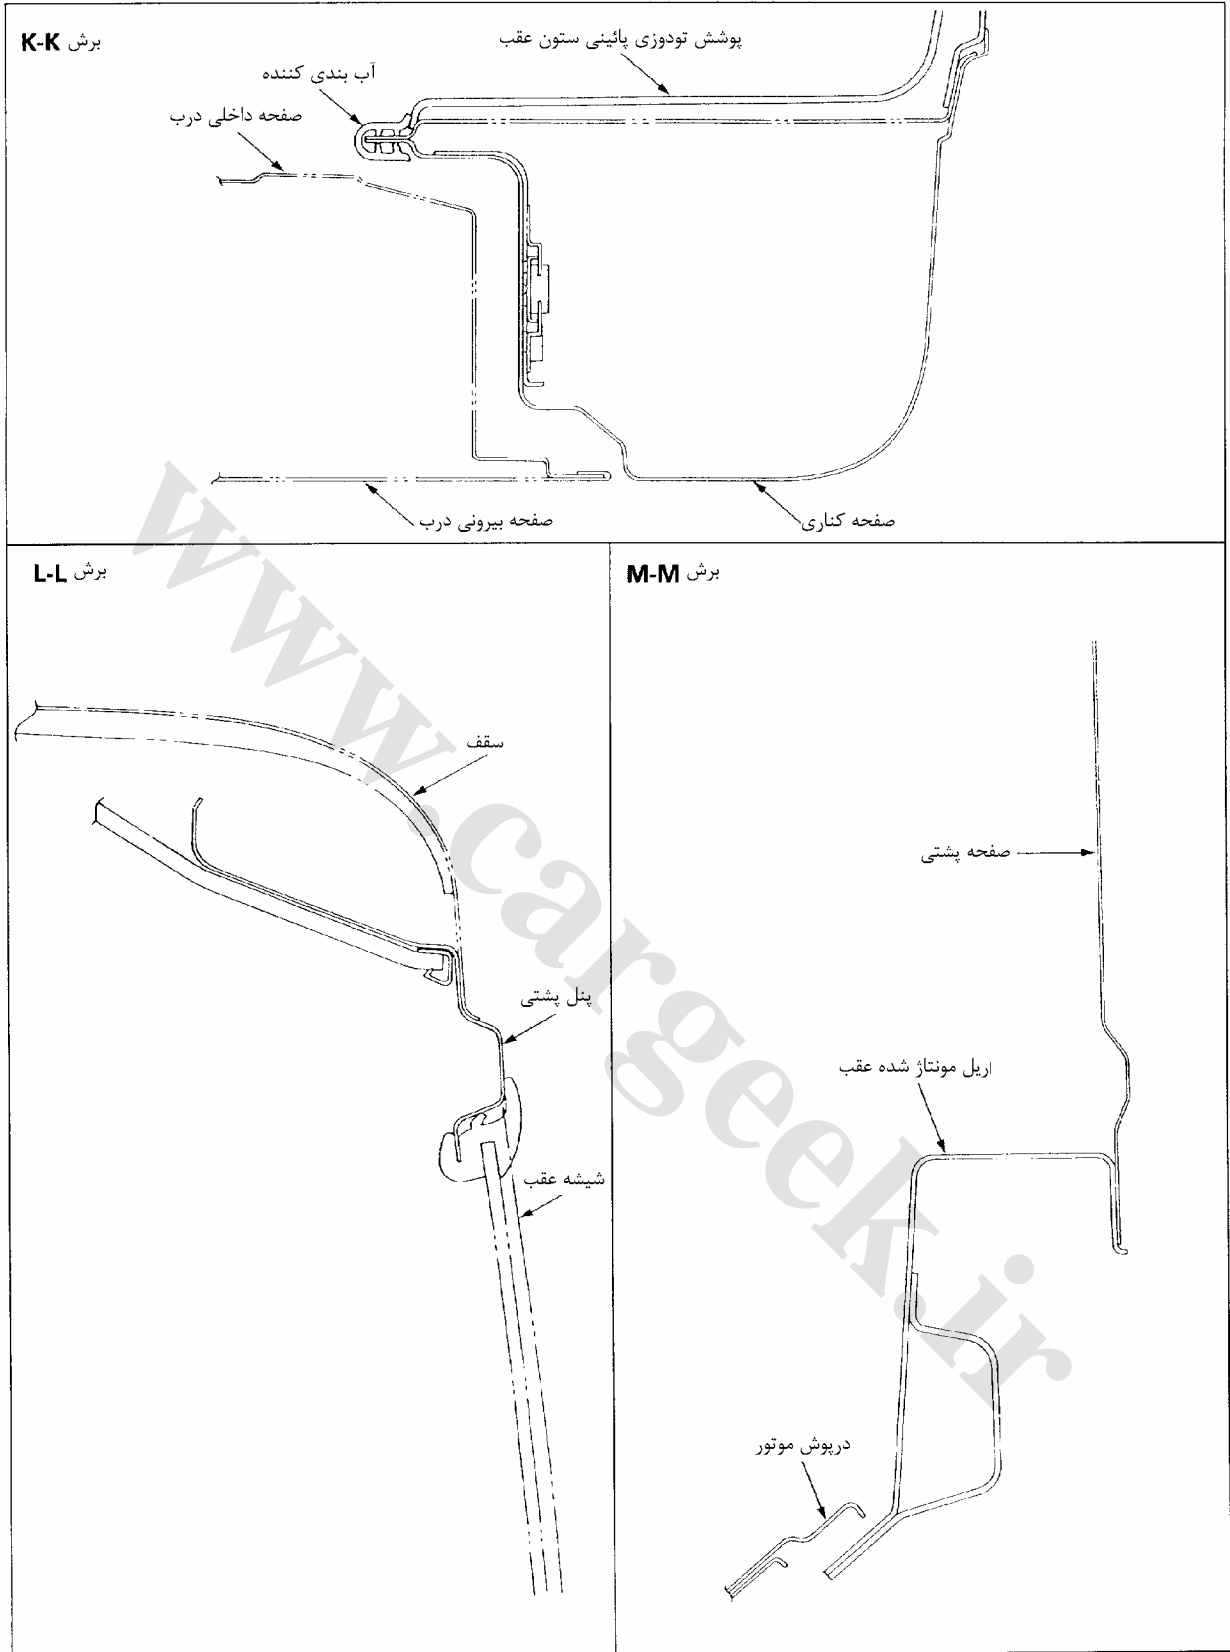 برش K-K
پوشش تودوزی پائینی ستون عقب
آب بندی کننده
صفحه داخلی درب
صفحه بیرونی درب
صفحه کناری
برش L-L
سقف
پنل پشتی
شیشه عقب
برش M-M
صفحه پشتی
اریل مونتاژ شده عقب
درپوش موتور
www.cargeek.ir